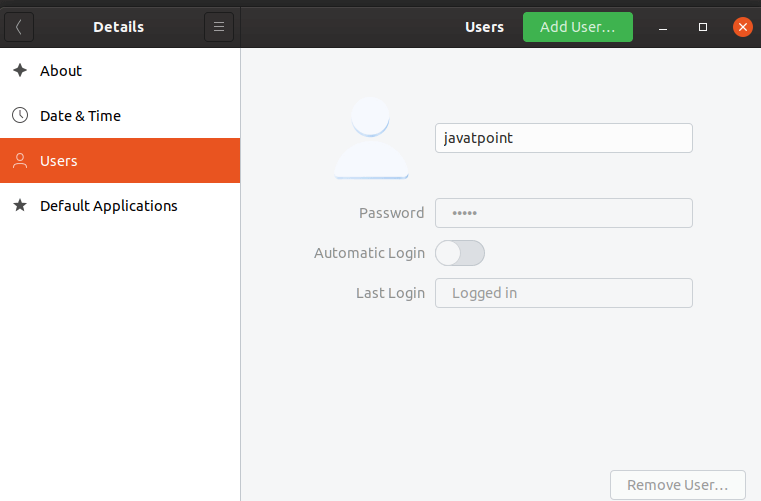 Details
Users
Add User...
About
Date & Time
Users
Default Applications
javatpoint
Password
•••••
Automatic Login
Last Login
Logged in
Remove User...